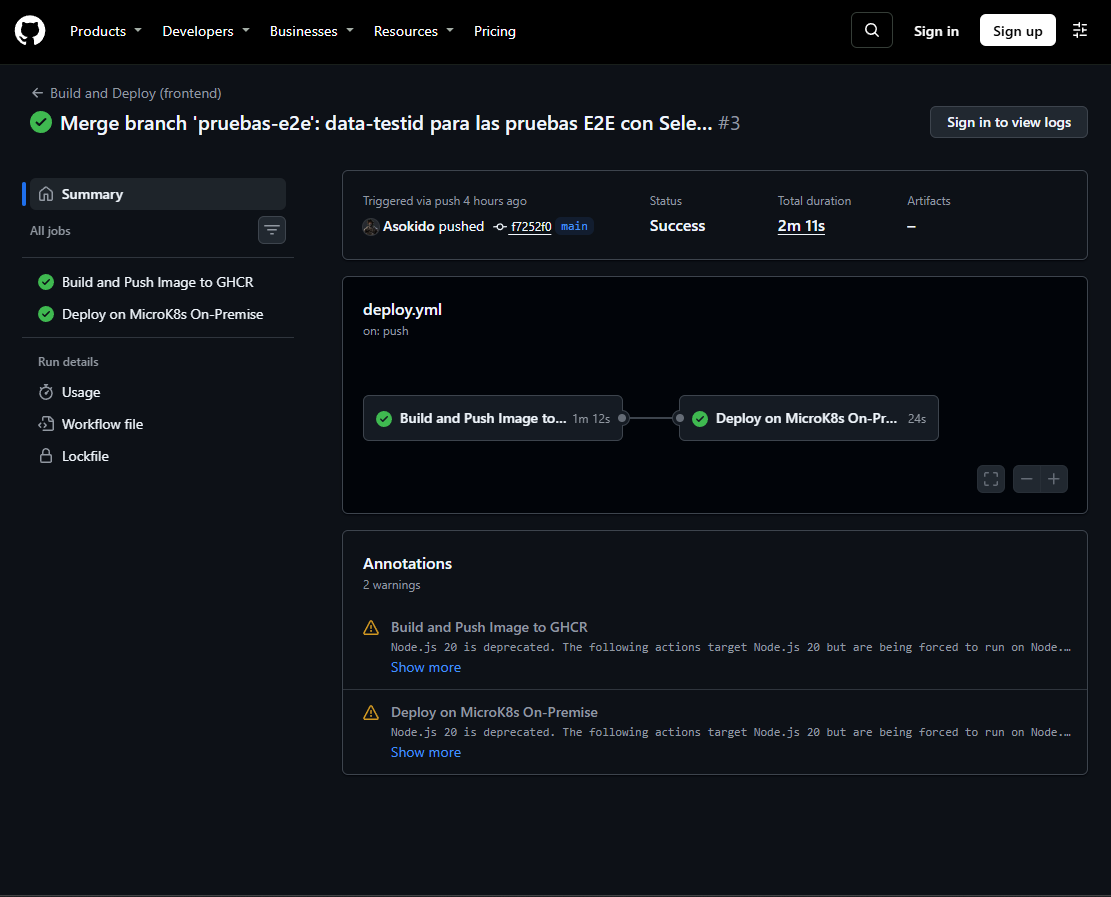 Products Developers Businesses Resources Pricing Sign in Sign up
Build and Deploy (frontend)
Merge branch 'pruebas-e2e': data-testid para las pruebas E2E con Sele... #3
Sign in to view logs
Summary
All jobs
Build and Push Image to GHCR
Deploy on MicroK8s On-Premise
Run details
Usage
Workflow file
Lockfile
Triggered via push 4 hours ago
Asokido pushed f7252f0 main
Status
Success
Total duration
2m 11s
Artifacts
–
deploy.yml
on: push
Build and Push Image to... 1m 12s
Deploy on MicroK8s On-Pr... 24s
Annotations
2 warnings
Build and Push Image to GHCR
Node.js 20 is deprecated. The following actions target Node.js 20 but are being forced to run on Node.…
Show more
Deploy on MicroK8s On-Premise
Node.js 20 is deprecated. The following actions target Node.js 20 but are being forced to run on Node.…
Show more